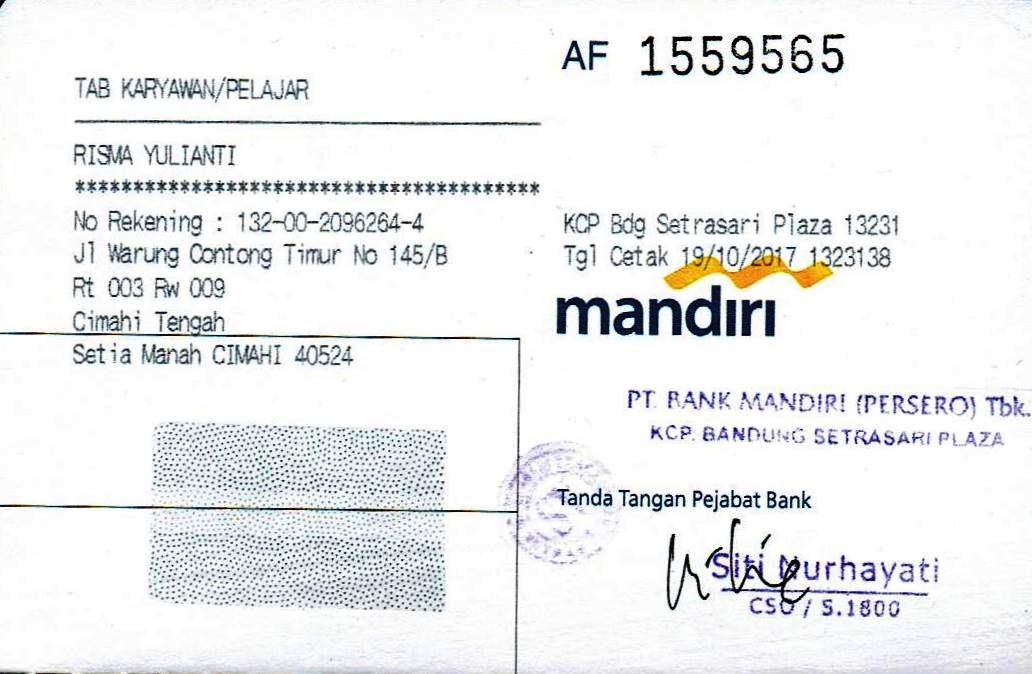 AF 1559565
TAB KARYAWAN/PELAJAR
RISMA YULIANTI
****************************************
No Rekening : 132-00-2096264-4
Jl Warung Contong Timur No 145/B
Rt 003 Rw 009
Cimahi Tengah
Setia Manah CIMAHI 40524
KCP Bdg Setrasari Plaza 13231
Tgl Cetak 19/10/2017 1323138
mandiri
PT. BANK MANDIRI (PERSERO) Tbk.
KCP. BANDUNG SETRASARI PLAZA
Tanda Tangan Pejabat Bank
Siti Nurhayati
CSO / S.1800